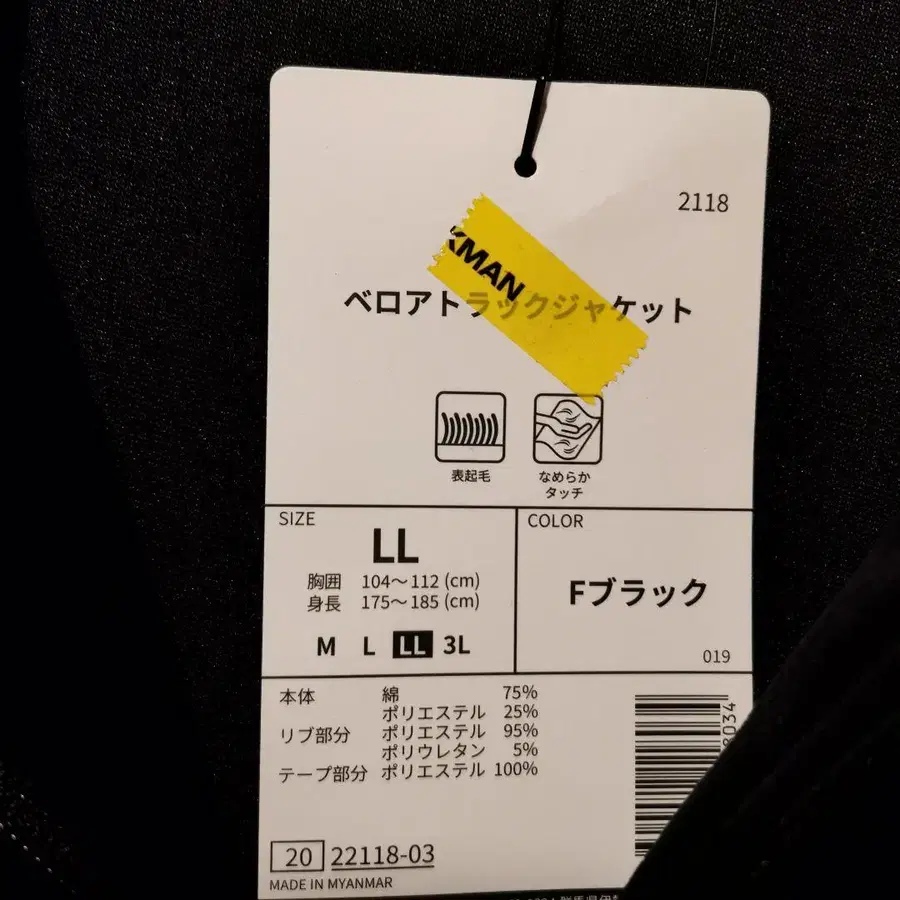 2118
KMAN
ベロアトラックジャケット
表起毛
なめらか
タッチ
SIZE
LL
胸囲 104～112 (cm)
身長 175～185 (cm)
M L LL 3L
COLOR
Fブラック
019
本体 綿 75%
ポリエステル 25%
リブ部分 ポリエステル 95%
ポリウレタン 5%
テープ部分 ポリエステル 100%
8034
20 22118-03
MADE IN MYANMAR